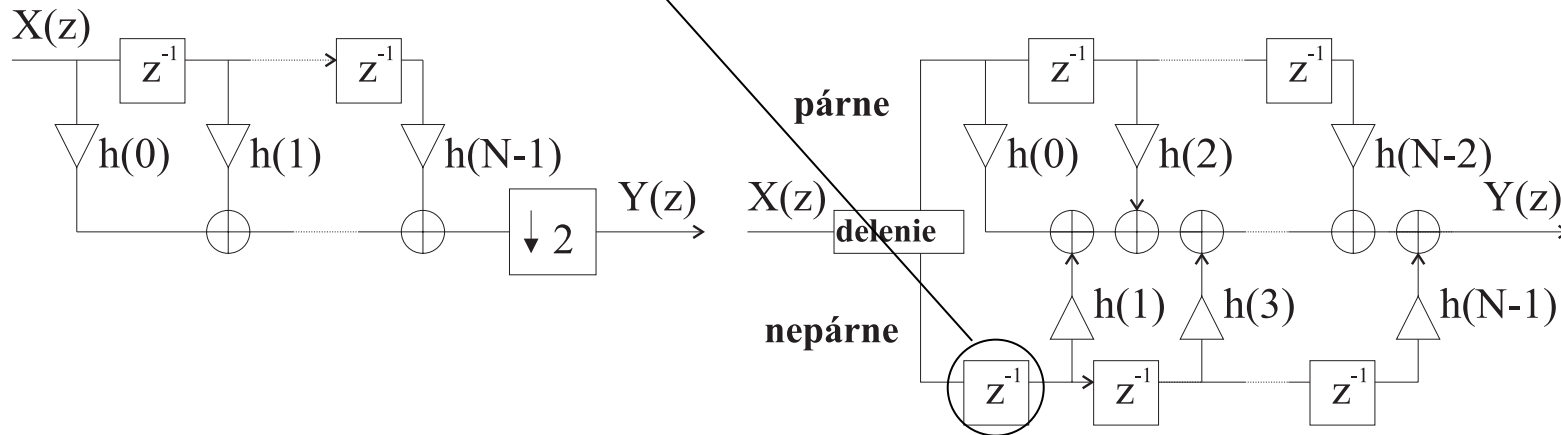 X(z)
z⁻¹
z⁻¹
h(0)
h(1)
h(N-1)
↓ 2
Y(z)
párne
z⁻¹
z⁻¹
h(0)
h(2)
h(N-2)
X(z)
delenie
Y(z)
nepárne
h(1)
h(3)
h(N-1)
z⁻¹
z⁻¹
z⁻¹